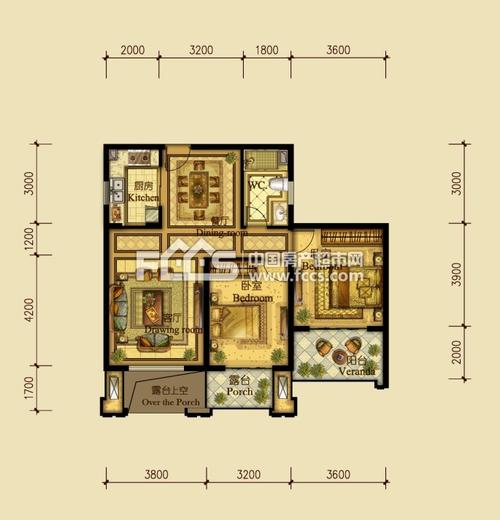 2000 3200 1800 3600
3000
1200
4200
1700
3000
3900
2000
厨房
Kitchen
餐厅
Dining-room
WC.
卧室
Bedroom
卧室
Bedroom
客厅
Drawing room
阳台
Veranda
露台上空
Over the Porch
露台
Porch
FCCS
中国房产超市网
www.fccs.com
3800 3200 3600